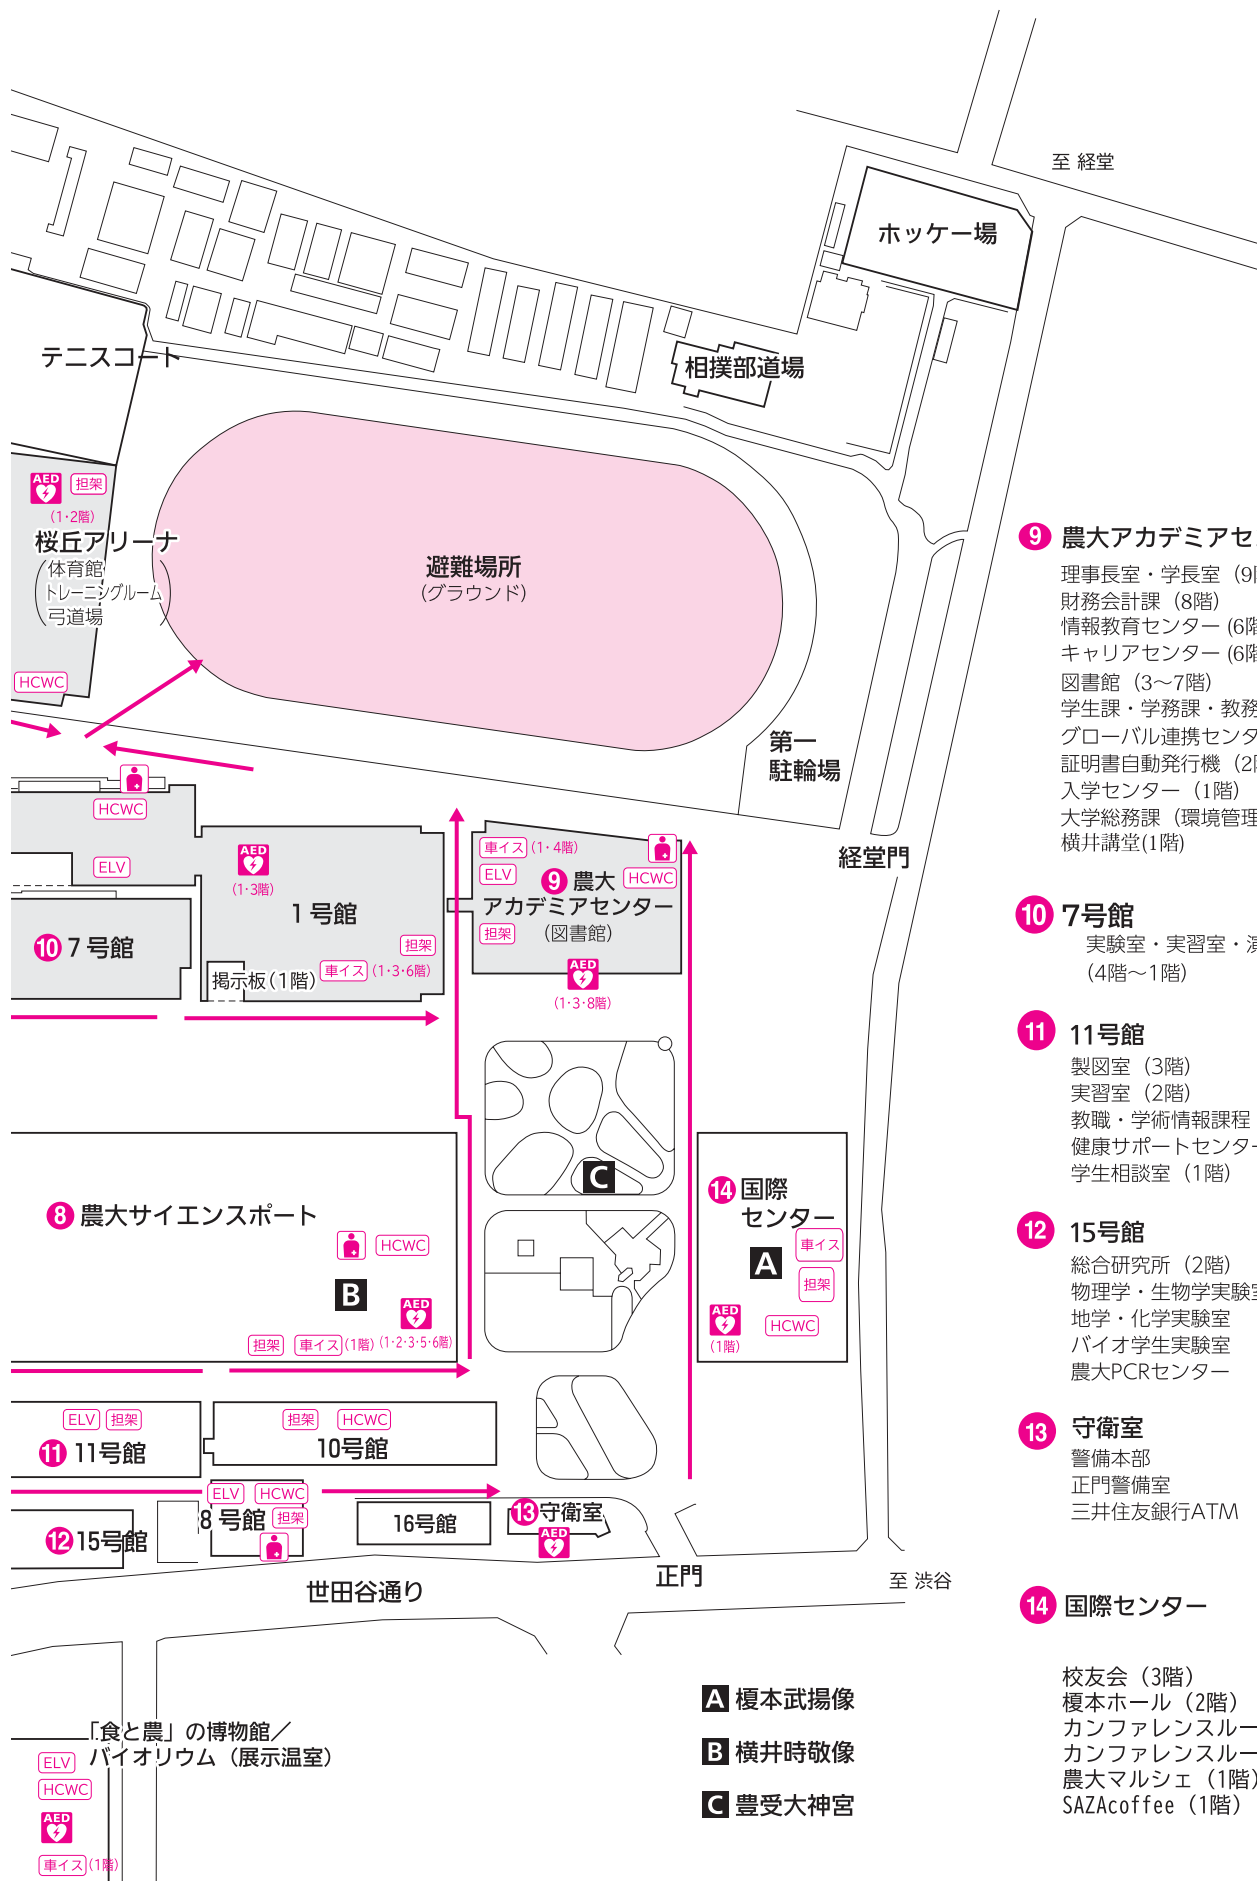 至 経堂
ホッケー場
テニスコート
相撲部道場
AED
担架
(1・2階)
桜丘アリーナ
体育館
トレーニングルーム
弓道場
HCWC
避難場所
(グラウンド)
第一
駐輪場
経堂門
HCWC
ELV
AED
(1・3階)
1号館
担架
車イス (1・3・6階)
掲示板(1階)
10 7号館
車イス (1・4階)
ELV
HCWC
9 農大
アカデミアセンター
(図書館)
担架
AED
(1・3・8階)
8 農大サイエンスポート
HCWC
B
AED
担架 車イス (1階) (1・2・3・5・6階)
C
14 国際
センター
A
車イス
担架
AED
(1階)
HCWC
ELV 担架
11 11号館
担架 HCWC
10号館
ELV HCWC
8号館
担架
12 15号館
16号館
13 守衛室
AED
正門
世田谷通り
至 渋谷
「食と農」の博物館/
バイオリウム(展示温室)
ELV
HCWC
AED
車イス (1階)
A 榎本武揚像
B 横井時敬像
C 豊受大神宮
9 農大アカデミアセ
理事長室・学長室 (9
財務会計課 (8階)
情報教育センター (6階
キャリアセンター (6階
図書館 (3〜7階)
学生課・学務課・教務
グローバル連携センタ
証明書自動発行機 (2
入学センター (1階)
大学総務課 (環境管理
横井講堂(1階)
10 7号館
実験室・実習室・演
(4階〜1階)
11 11号館
製図室 (3階)
実習室 (2階)
教職・学術情報課程
健康サポートセンター
学生相談室 (1階)
12 15号館
総合研究所 (2階)
物理学・生物学実験室
地学・化学実験室
バイオ学生実験室
農大PCRセンター
13 守衛室
警備本部
正門警備室
三井住友銀行ATM
14 国際センター
校友会 (3階)
榎本ホール (2階)
カンファレンスルー
カンファレンスルー
農大マルシェ (1階)
SAZAcoffee (1階)